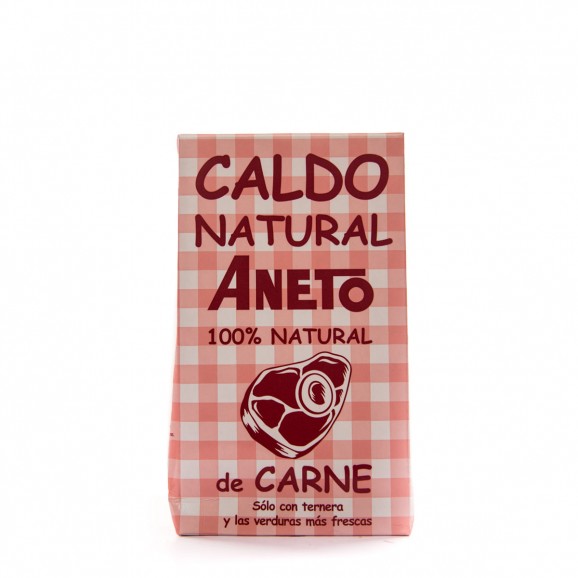 CALDO
NATURAL
ANETO
100% NATURAL
de CARNE
Sólo con ternera
y las verduras más frescas